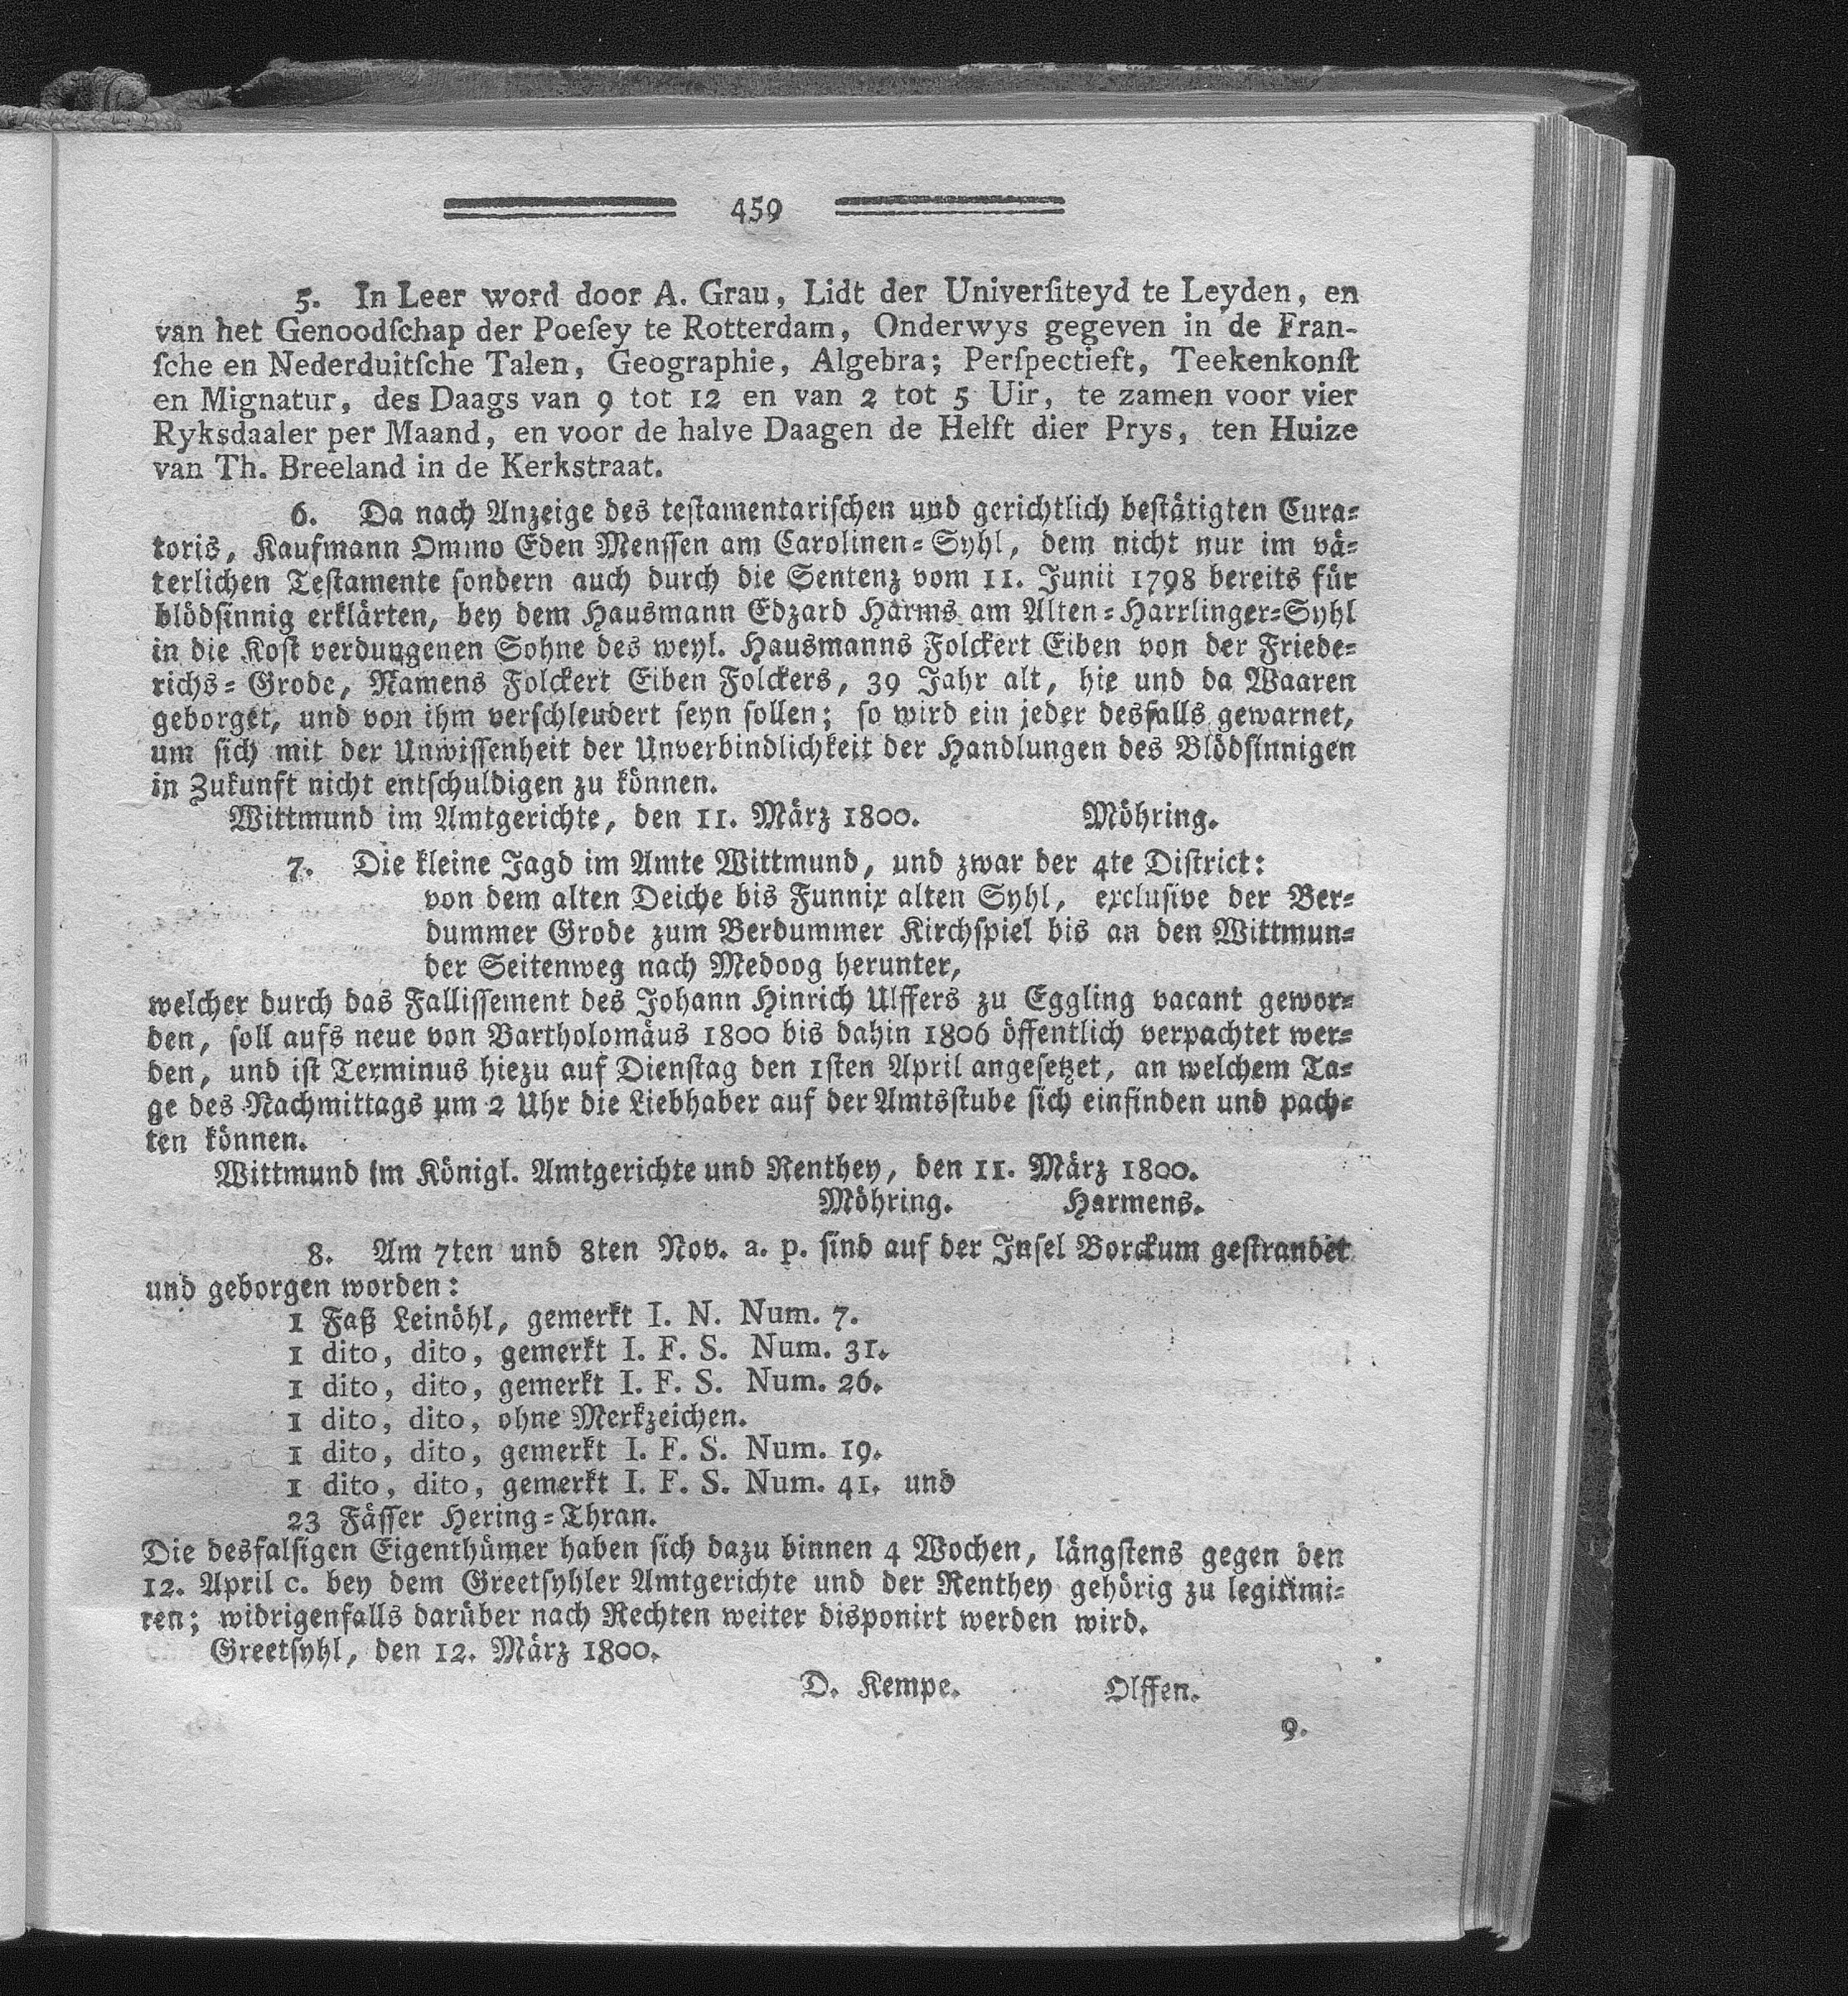 459
5. In Leer word door A. Grau, Lidt der Univerſiteyd te Leyden, en
van het Genoodſchap der Poeſey te Rotterdam, Onderwys gegeven in de Fran-
ſche en Nederduitſche Talen, Geographie, Algebra; Perſpectieft, Teekenkonſt
en Mignatur, des Daags van 9 tot 12 en van 2 tot 5 Uir, te zamen voor vier
Ryksdaaler per Maand, en voor de halve Daagen de Helft dier Prys, ten Huize
van Th. Breeland in de Kerkstraat.
6. Da nach Anzeige des teſtamentariſchen und gerichtlich beſtätigten Cura-
toris, Kaufmann Ommo Eden Menſſen am Carolinen-Syhl, dem nicht nur im vä-
terlichen Teſtamente ſondern auch durch die Sentenz vom 11. Junii 1798 bereits für
blödſinnig erklärten, bey dem Hausmann Edzard Harms am Alten-Harrlinger-Syhl
in die Koſt verdungenen Sohne des weyl. Hausmanns Folckert Eiben von der Friede-
richs-Grode, Namens Folckert Eiben Folckers, 39 Jahr alt, hie und da Waaren
geborget, und von ihm verſchleudert ſeyn ſollen; ſo wird ein jeder desfalls gewarnet,
um ſich mit der Unwiſſenheit der Unverbindlichkeit der Handlungen des Blödſinnigen
in Zukunft nicht entſchuldigen zu können.
Wittmund im Amtgerichte, den 11. März 1800. Möhring.
7. Die kleine Jagd im Amte Wittmund, und zwar der 4te Diſtrict:
von dem alten Deiche bis Funnix alten Syhl, excluſive der Ber-
dummer Grode zum Berdummer Kirchſpiel bis an den Wittmun-
der Seitenweg nach Medoog herunter,
welcher durch das Falliſſement des Johann Hinrich Ulffers zu Eggling vacant gewor-
den, ſoll aufs neue von Bartholomäus 1800 bis dahin 1806 öffentlich verpachtet wer-
den, und iſt Terminus hiezu auf Dienſtag den 1ſten April angeſetzet, an welchem Ta-
ge des Nachmittags um 2 Uhr die Liebhaber auf der Amtsſtube ſich einfinden und pach-
ten können.
Wittmund im Königl. Amtgerichte und Renthey, den 11. März 1800.
Möhring. Harmens.
8. Am 7ten und 8ten Nov. a. p. ſind auf der Inſel Borckum geſtrandet
und geborgen worden:
1 Faß Leinöhl, gemerkt I. N. Num. 7.
1 dito, dito, gemerkt I. F. S. Num. 31.
1 dito, dito, gemerkt I. F. S. Num. 26.
1 dito, dito, ohne Merkzeichen.
1 dito, dito, gemerkt I. F. S. Num. 19.
1 dito, dito, gemerkt I. F. S. Num. 41. und
23 Fäſſer Hering-Thran.
Die desfalſigen Eigenthümer haben ſich dazu binnen 4 Wochen, längſtens gegen den
12. April c. bey dem Greetſyhler Amtgerichte und der Renthey gehörig zu legitimi-
ren; widrigenfalls darüber nach Rechten weiter diſponirt werden wird.
Greetſyhl, den 12. März 1800.
D. Kempe. Olffen.
9.